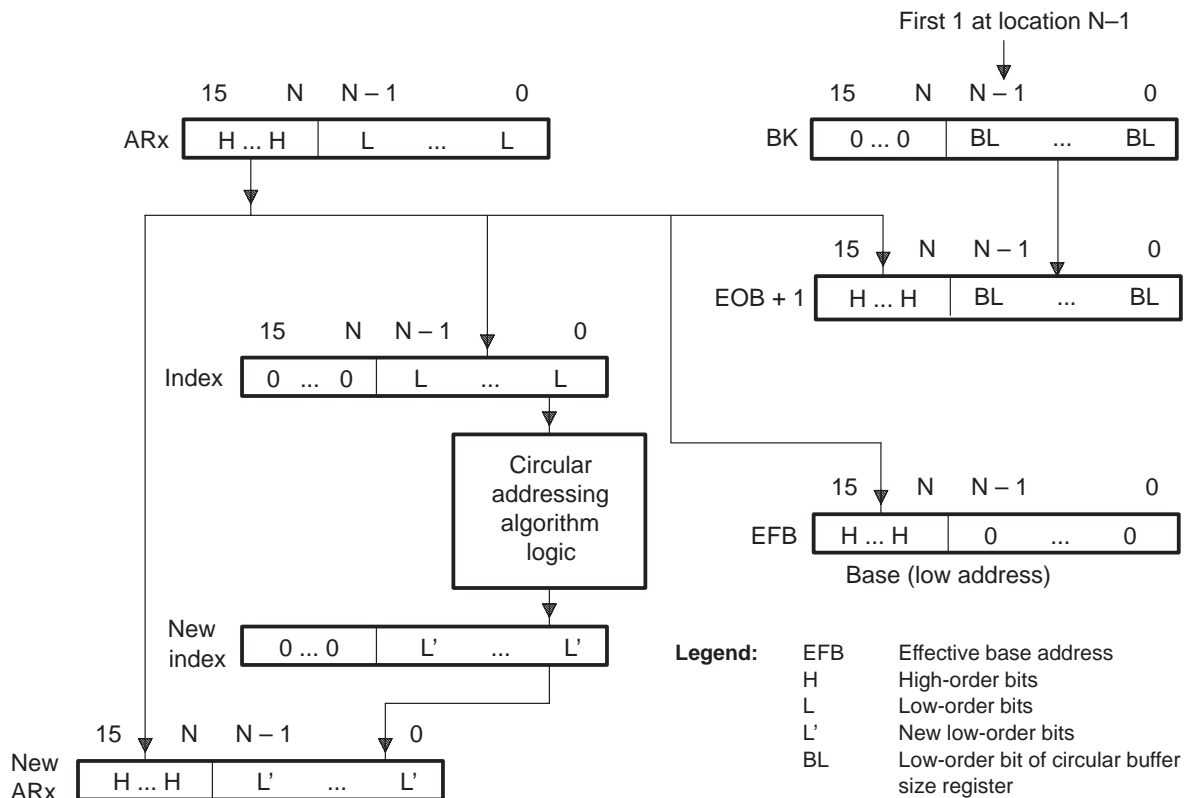 First 1 at location N–1
15 N N – 1 0
ARx H ... H L ... L
15 N N – 1 0
BK 0 ... 0 BL ... BL
15 N N – 1 0
EOB + 1 H ... H BL ... BL
15 N N – 1 0
Index 0 ... 0 L ... L
Circular
addressing
algorithm
logic
15 N N – 1 0
EFB H ... H 0 ... 0
Base (low address)
New
index
0 ... 0 L' ... L'
15 N N – 1 0
New
ARx
H ... H L' ... L'
Legend: EFB Effective base address
H High-order bits
L Low-order bits
L' New low-order bits
BL Low-order bit of circular buffer
size register